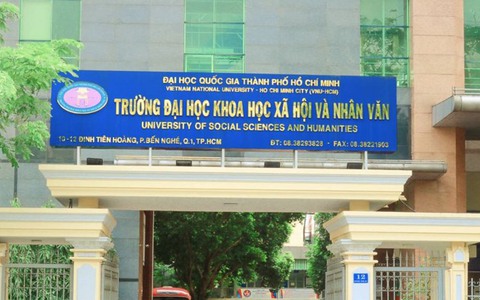 ĐẠI HỌC QUỐC GIA THÀNH PHỐ HỒ CHÍ MINH
VIETNAM NATIONAL UNIVERSITY - HO CHI MINH CITY (VNU-HCM)
TRƯỜNG ĐẠI HỌC KHOA HỌC XÃ HỘI VÀ NHÂN VĂN
UNIVERSITY OF SOCIAL SCIENCES AND HUMANITIES
10-12 ĐINH TIÊN HOÀNG, P.BẾN NGHÉ, Q.1, TP.HCM ĐT: 08.38293828 - FAX: 08.38221903
12